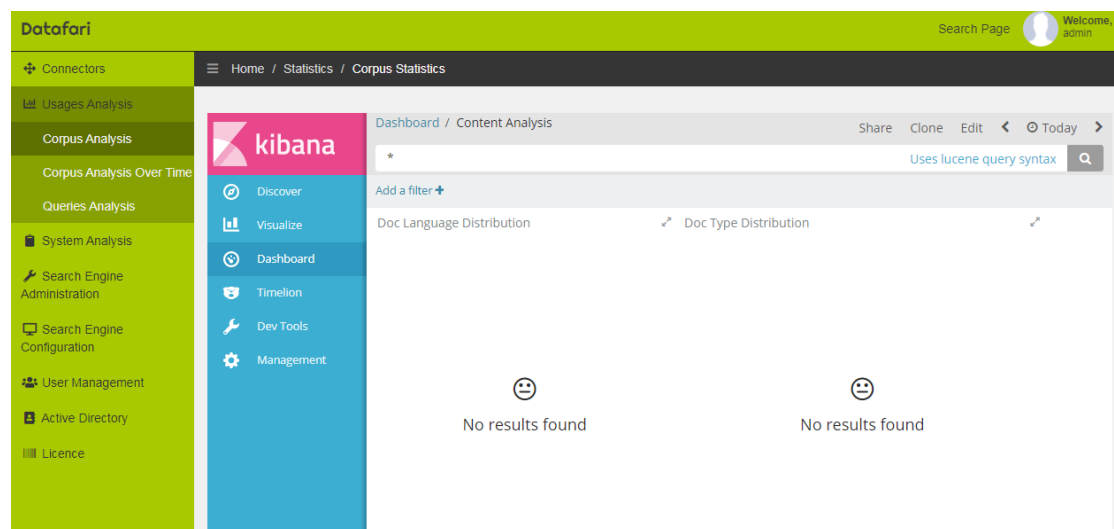 Datafari
Search Page
Welcome,
admin
Connectors
Usages Analysis
Corpus Analysis
Corpus Analysis Over Time
Queries Analysis
System Analysis
Search Engine
Administration
Search Engine
Configuration
User Management
Active Directory
Licence
Home / Statistics / Corpus Statistics
kibana
Discover
Visualize
Dashboard
Timelion
Dev Tools
Management
Dashboard / Content Analysis
Share Clone Edit Today
*
Uses lucene query syntax
Add a filter +
Doc Language Distribution
Doc Type Distribution
No results found
No results found